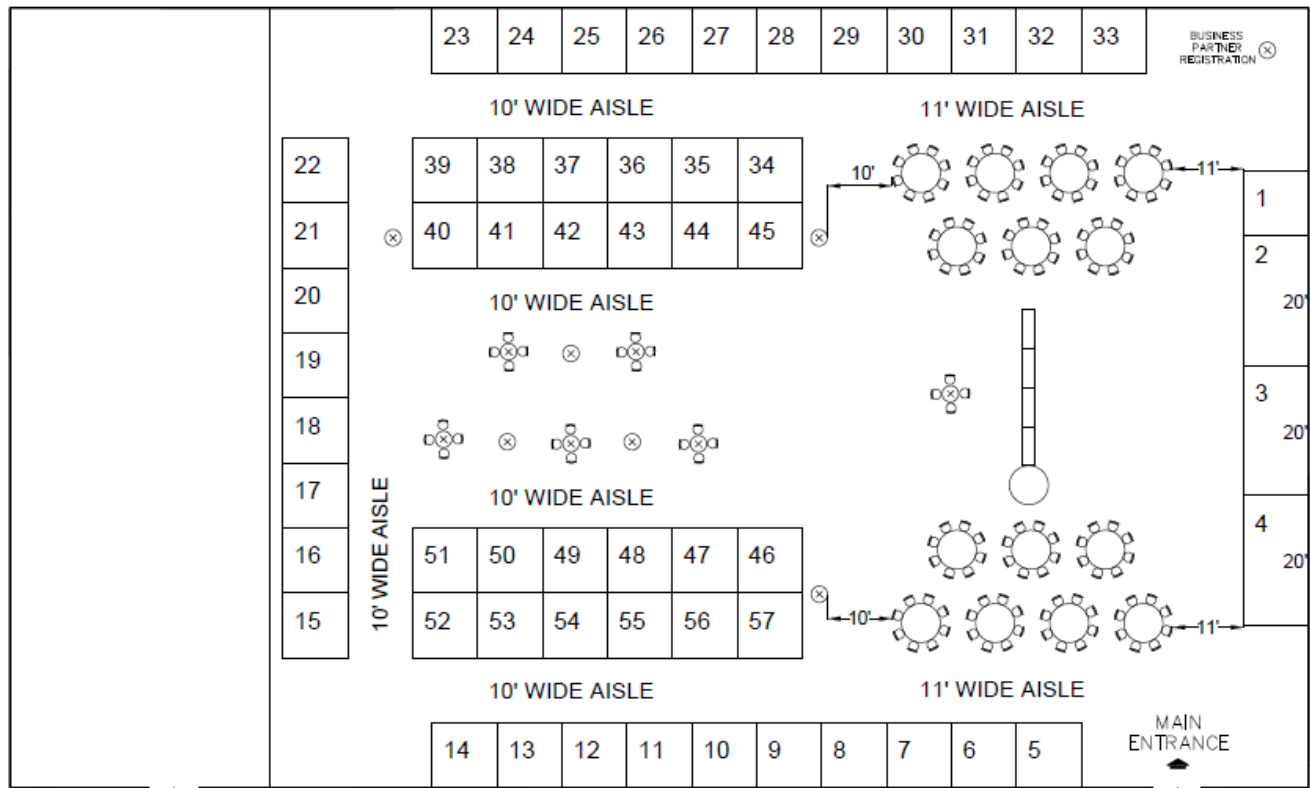 23 24 25 26 27 28 29 30 31 32 33
BUSINESS
PARTNER
REGISTRATION
10' WIDE AISLE
11' WIDE AISLE
22 39 38 37 36 35 34
10'
11'
1
21 40 41 42 43 44 45
2
20 10' WIDE AISLE
20'
19
3
18
20'
17 10' WIDE AISLE
10' WIDE AISLE
4
16 51 50 49 48 47 46
20'
15 52 53 54 55 56 57
10'
11'
10' WIDE AISLE
11' WIDE AISLE
14 13 12 11 10 9 8 7 6 5
MAIN
ENTRANCE